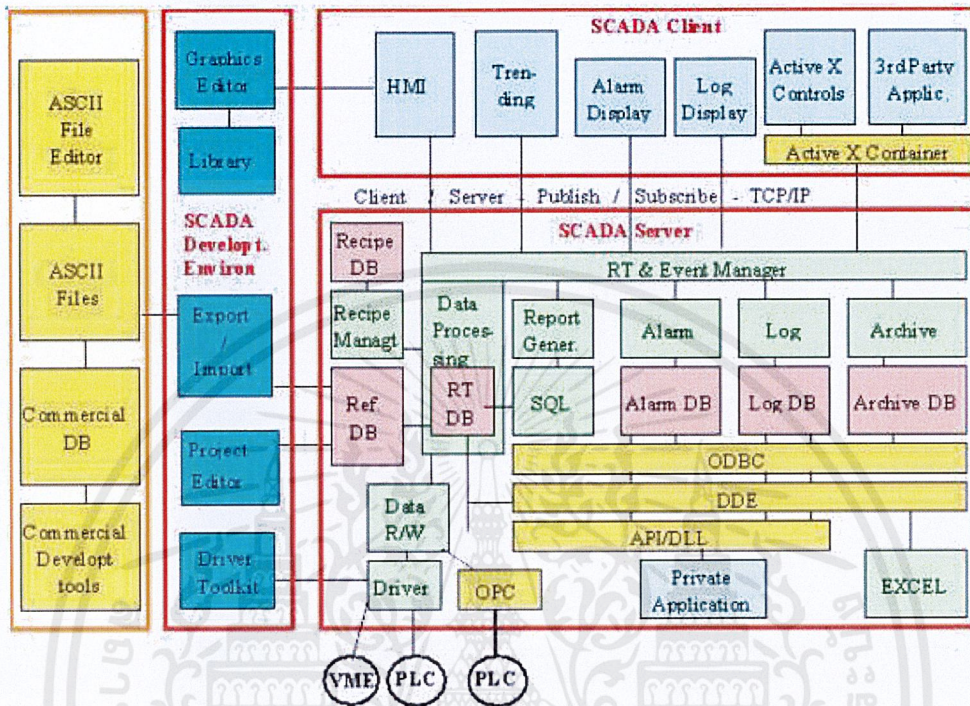 SCADA Client
ASCII
File
Editor
ASCII
Files
Commercial
DB
Commercial
Developt
tools
Graphics
Editor
Library
SCADA
Developt.
Environ
Export
/
Import
Project
Editor
Driver
Toolkit
HMI
Tren-
ding
Alarm
Display
Log
Display
Active X
Controls
3rd Party
Applic.
Active X Container
Client / Server - Publish / Subscribe - TCP/IP
SCADA Server
Recipe
DB
RT & Event Manager
Recipe
Managt
Data
Proces-
sing
Report
Gener.
Alarm
Log
Archive
Ref.
DB
RT
DB
SQL
Alarm DB
Log DB
Archive DB
ODBC
DDE
API/DLL
Data
R/W
Driver
OPC
Private
Application
EXCEL
VME
PLC
PLC